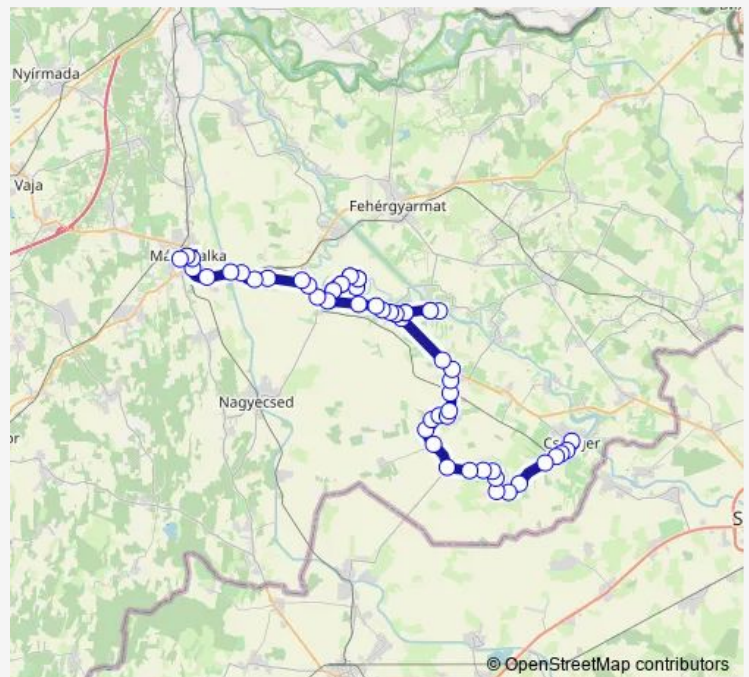 Nyírmada
Vaja
Fehérgyarmat
Nagyecsed
© OpenStreetMap contributors